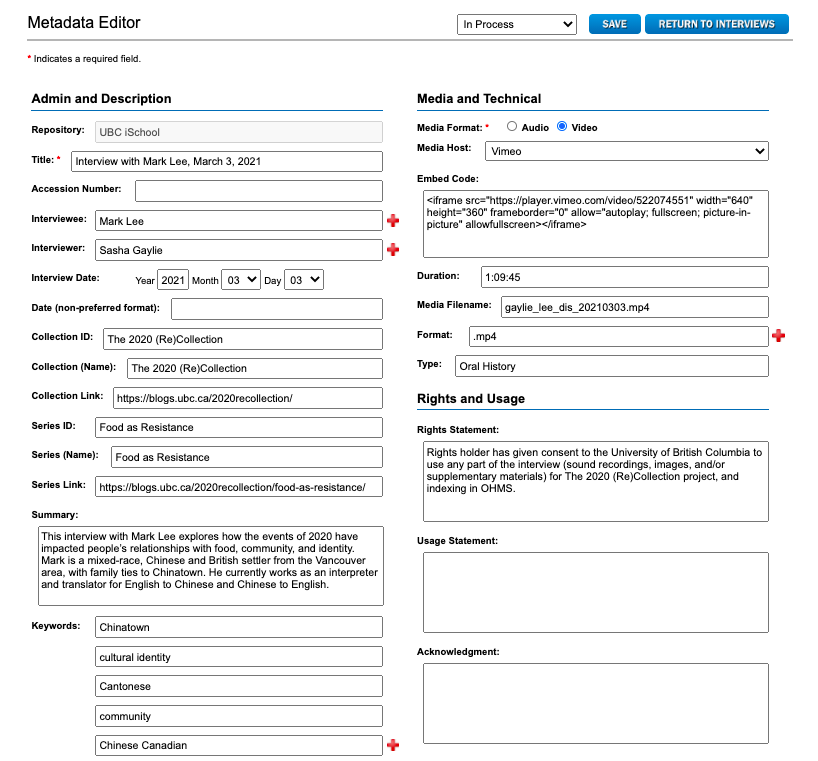 Metadata Editor
In Process
SAVE
RETURN TO INTERVIEWS
* Indicates a required field.
Admin and Description
Repository: UBC iSchool
Title: * Interview with Mark Lee, March 3, 2021
Accession Number:
Interviewee: Mark Lee
Interviewer: Sasha Gaylie
Interview Date: Year 2021 Month 03 Day 03
Date (non-preferred format):
Collection ID: The 2020 (Re)Collection
Collection (Name): The 2020 (Re)Collection
Collection Link: https://blogs.ubc.ca/2020recollection/
Series ID: Food as Resistance
Series (Name): Food as Resistance
Series Link: https://blogs.ubc.ca/2020recollection/food-as-resistance/
Summary:
This interview with Mark Lee explores how the events of 2020 have
impacted people's relationships with food, community, and identity.
Mark is a mixed-race, Chinese and British settler from the Vancouver
area, with family ties to Chinatown. He currently works as an interpreter
and translator for English to Chinese and Chinese to English.
Keywords: Chinatown
cultural identity
Cantonese
community
Chinese Canadian
Media and Technical
Media Format: * Audio Video
Media Host: Vimeo
Embed Code:
<iframe src="https://player.vimeo.com/video/522074551" width="640"
height="360" frameborder="0" allow="autoplay; fullscreen; picture-in-
picture" allowfullscreen></iframe>
Duration: 1:09:45
Media Filename: gaylie_lee_dis_20210303.mp4
Format: .mp4
Type: Oral History
Rights and Usage
Rights Statement:
Rights holder has given consent to the University of British Columbia to
use any part of the interview (sound recordings, images, and/or
supplementary materials) for The 2020 (Re)Collection project, and
indexing in OHMS.
Usage Statement:
Acknowledgment: